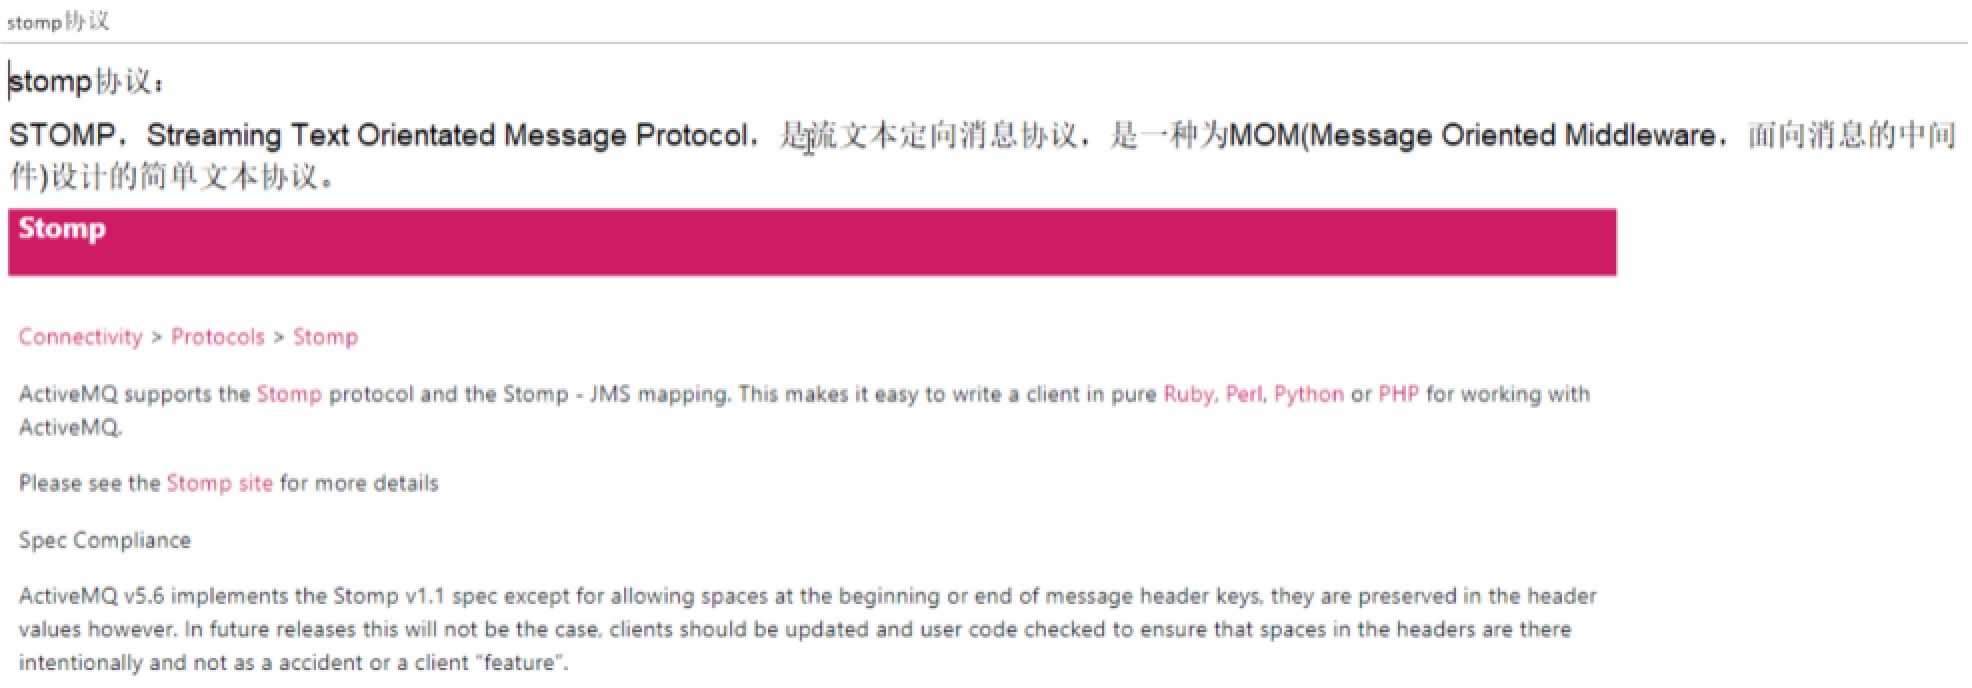 stomp协议
stomp协议：
STOMP，Streaming Text Orientated Message Protocol，是流文本定向消息协议，是一种为MOM(Message Oriented Middleware，面向消息的中间
件)设计的简单文本协议。
Stomp
Connectivity > Protocols > Stomp
ActiveMQ supports the Stomp protocol and the Stomp - JMS mapping. This makes it easy to write a client in pure Ruby, Perl, Python or PHP for working with
ActiveMQ.
Please see the Stomp site for more details
Spec Compliance
ActiveMQ v5.6 implements the Stomp v1.1 spec except for allowing spaces at the beginning or end of message header keys, they are preserved in the header
values however. In future releases this will not be the case, clients should be updated and user code checked to ensure that spaces in the headers are there
intentionally and not as a accident or a client "feature".